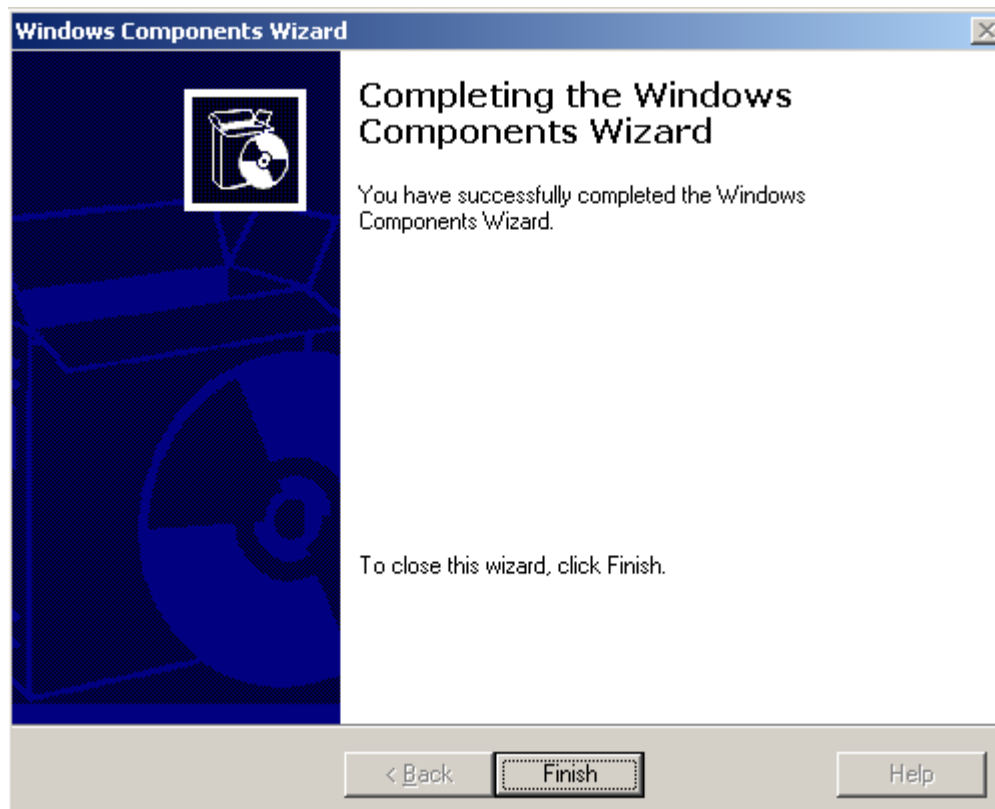 Windows Components Wizard
Completing the Windows
Components Wizard
You have successfully completed the Windows
Components Wizard.
To close this wizard, click Finish.
< Back
Finish
Help